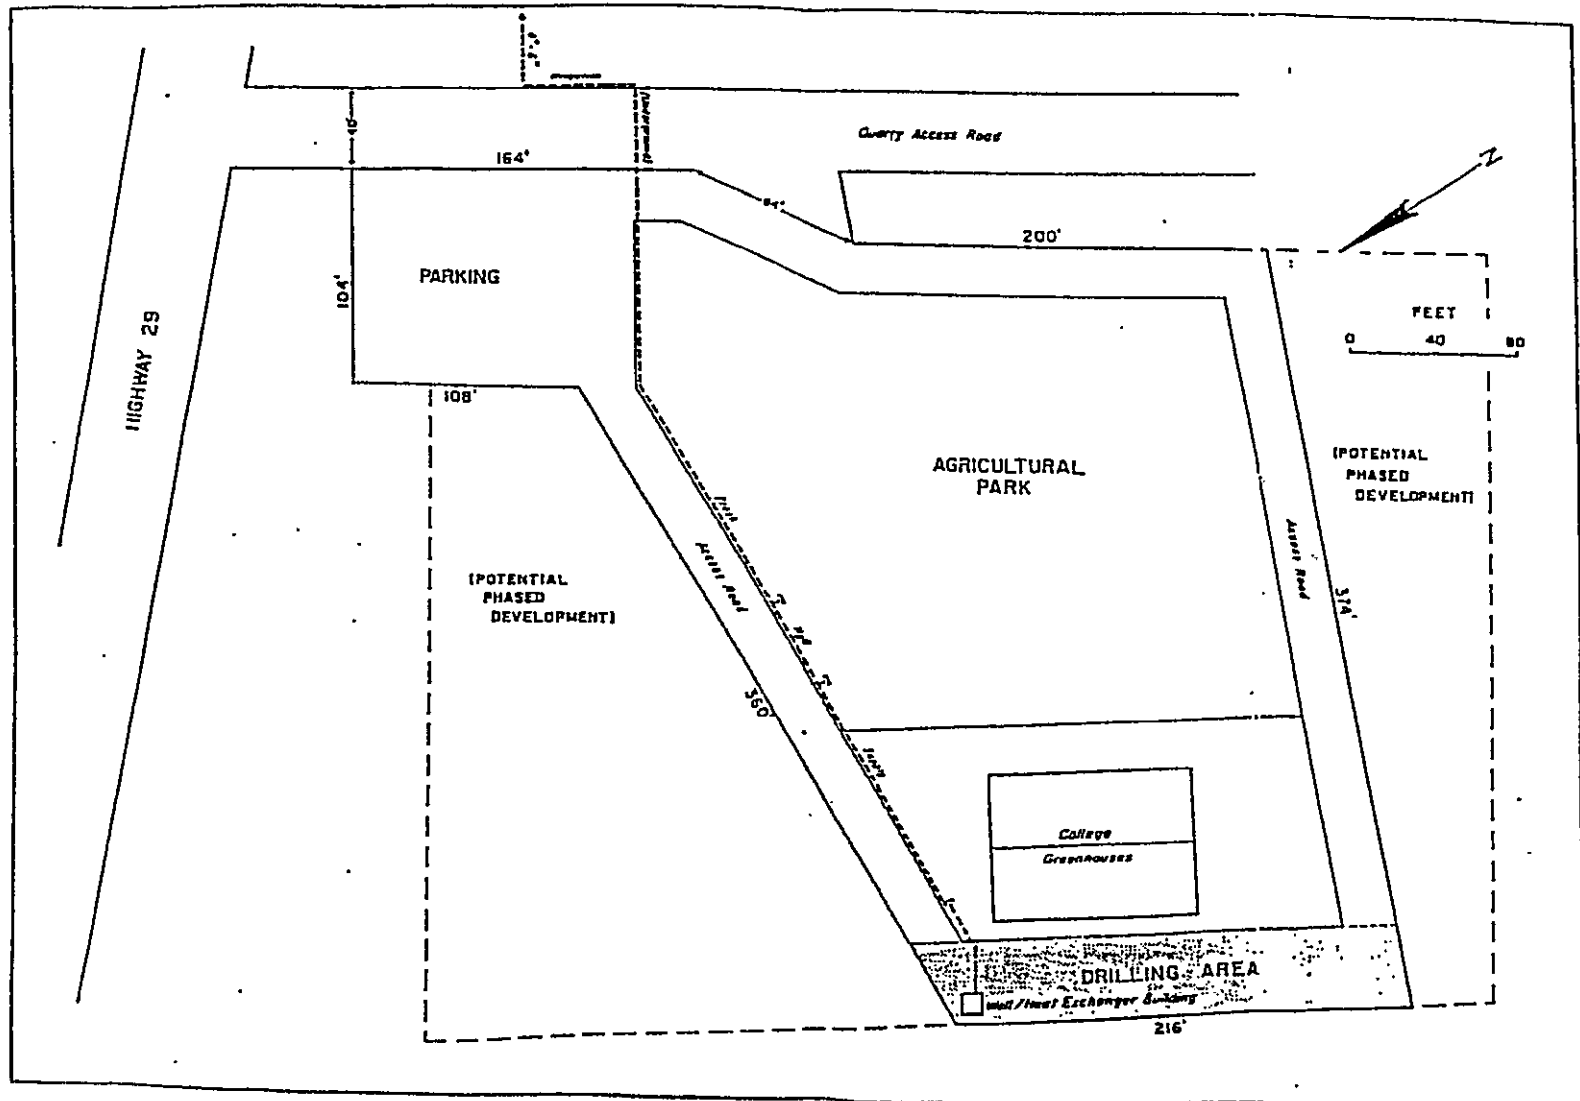 Quarry Access Road
40'
164'
N
200'
PARKING
104'
FEET
0 40 80
HIGHWAY 29
108'
AGRICULTURAL
PARK
(POTENTIAL
PHASED
DEVELOPMENT)
Access Road
(POTENTIAL
PHASED
DEVELOPMENT)
Access Road
374'
360'
College
Greenhouses
DRILLING AREA
Well/Heat Exchanger Building
216'